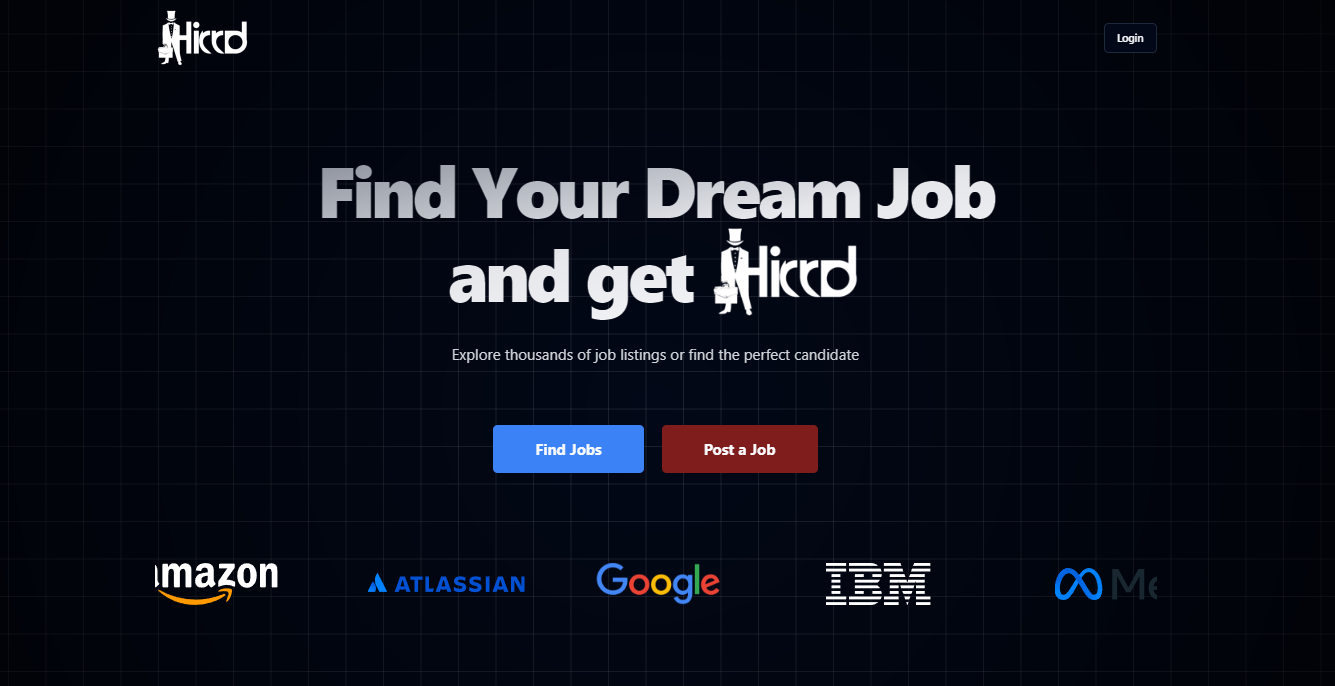 Hirrd
Login
Find Your Dream Job
and get Hirrd
Explore thousands of job listings or find the perfect candidate
Find Jobs
Post a Job
amazon
ATLASSIAN
Google
IBM
Me